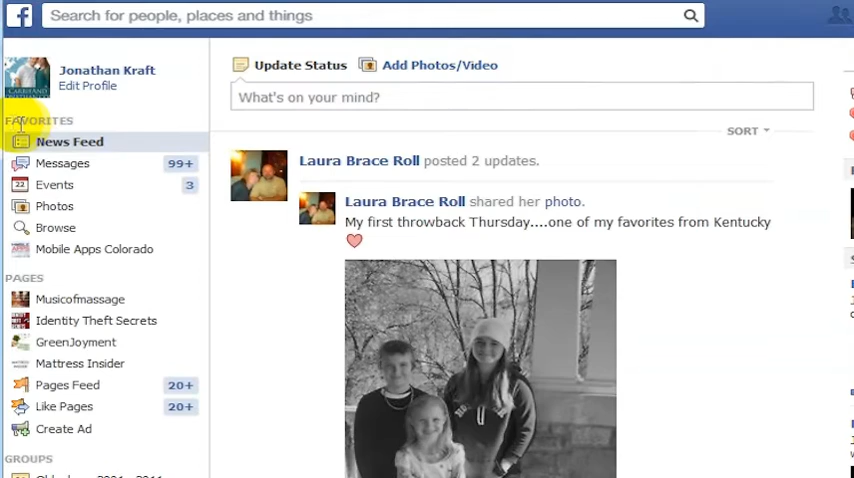 f
Search for people, places and things
Jonathan Kraft
Edit Profile
FAVORITES
News Feed
Messages 99+
Events 3
Photos
Browse
Mobile Apps Colorado
PAGES
Musicofmassage
Identity Theft Secrets
GreenJoyment
Mattress Insider
Pages Feed 20+
Like Pages 20+
Create Ad
GROUPS
Update Status Add Photos/Video
What's on your mind?
SORT
Laura Brace Roll posted 2 updates.
Laura Brace Roll shared her photo.
My first throwback Thursday....one of my favorites from Kentucky